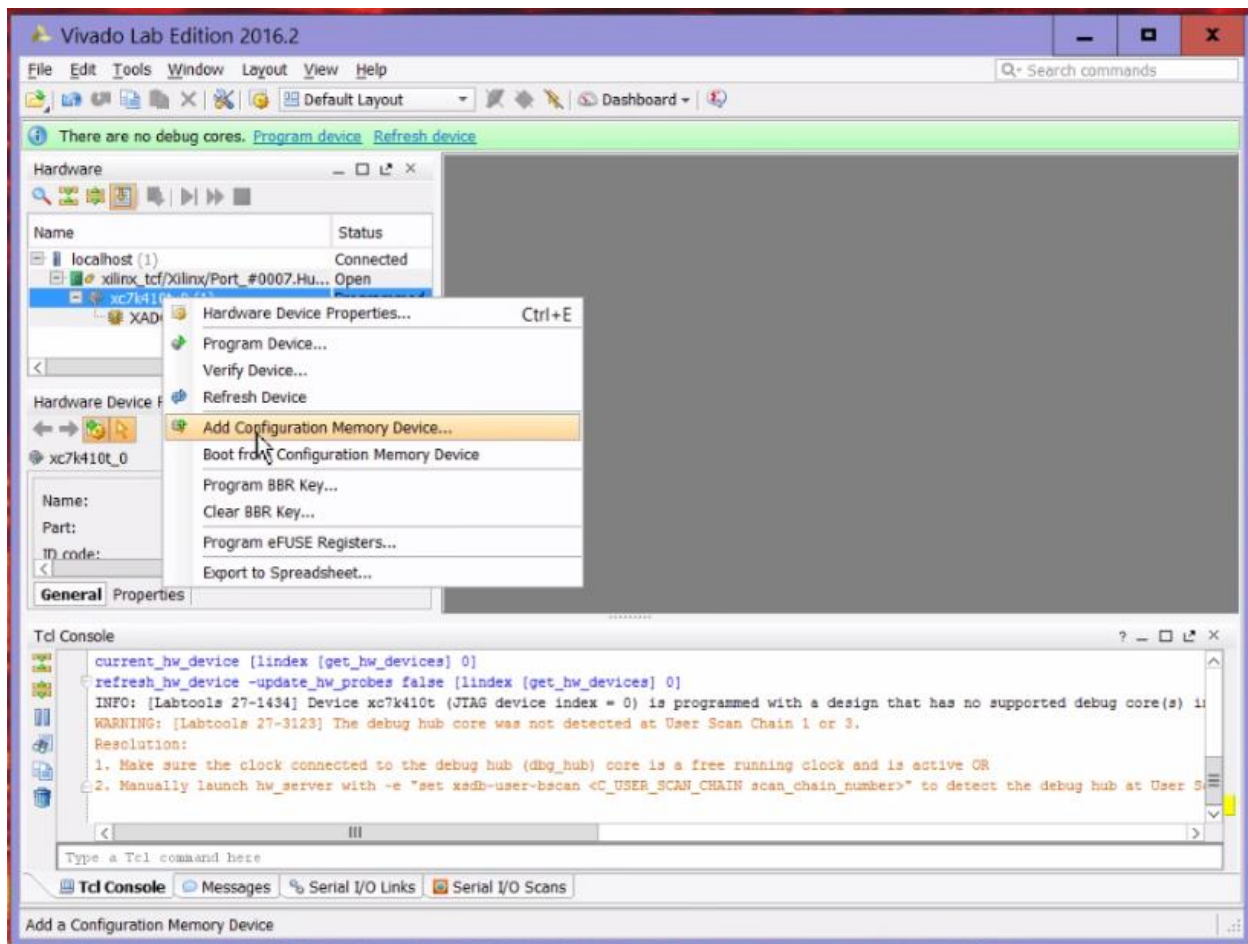 Vivado Lab Edition 2016.2
File Edit Tools Window Layout View Help
Search commands
Default Layout
Dashboard
There are no debug cores. Program device Refresh device
Hardware
Name Status
localhost (1) Connected
xilinx_tcf/Xilinx/Port_#0007.Hu... Open
XAD
Hardware Device Properties... Ctrl+E
Program Device...
Verify Device...
Refresh Device
Add Configuration Memory Device...
Boot from Configuration Memory Device
Program BBR Key...
Clear BBR Key...
Program eFUSE Registers...
Export to Spreadsheet...
Hardware Device P
xc7k410t_0
Name:
Part:
ID code:
General Properties
Tcl Console
current_hw_device [lindex [get_hw_devices] 0]
refresh_hw_device -update_hw_probes false [lindex [get_hw_devices] 0]
INFO: [Labtools 27-1434] Device xc7k410t (JTAG device index = 0) is programmed with a design that has no supported debug core(s) i
WARNING: [Labtools 27-3123] The debug hub core was not detected at User Scan Chain 1 or 3.
Resolution:
1. Make sure the clock connected to the debug hub (dbg_hub) core is a free running clock and is active OR
2. Manually launch hw_server with -e "set xsdb-user-bscan <C_USER_SCAN_CHAIN scan_chain_number>" to detect the debug hub at User S
Type a Tcl command here
Tcl Console Messages Serial I/O Links Serial I/O Scans
Add a Configuration Memory Device